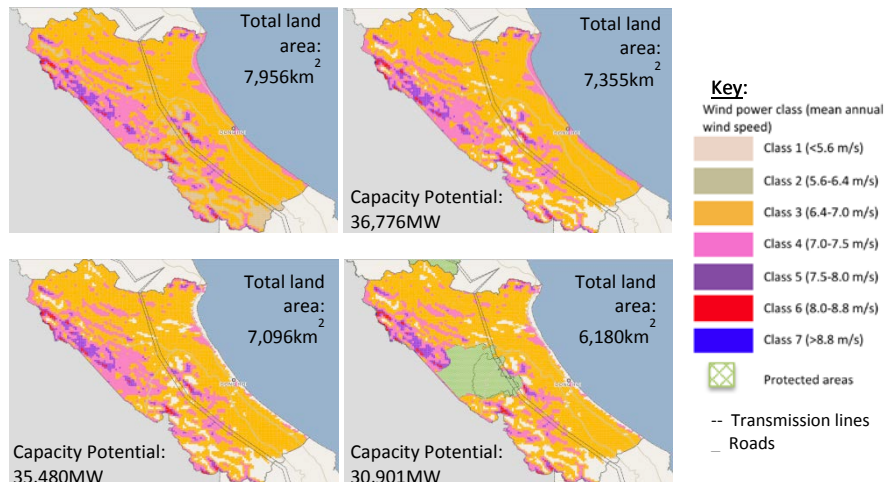 Total land
area:
7,956km
2
Total land
area:
7,355km
2
Capacity Potential:
36,776MW
Total land
area:
7,096km
2
Capacity Potential:
35,480MW
Total land
area:
6,180km
2
Capacity Potential:
30,901MW
Key:
Wind power class (mean annual
wind speed)
Class 1 (<5.6 m/s)
Class 2 (5.6-6.4 m/s)
Class 3 (6.4-7.0 m/s)
Class 4 (7.0-7.5 m/s)
Class 5 (7.5-8.0 m/s)
Class 6 (8.0-8.8 m/s)
Class 7 (>8.8 m/s)
Protected areas
-- Transmission lines
_ Roads